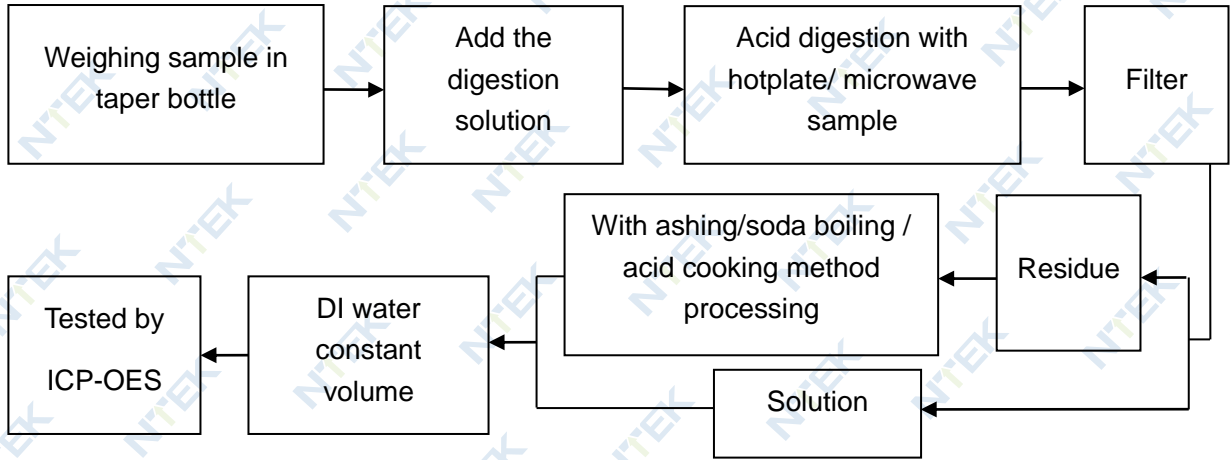 Weighing sample in
taper bottle
Add the
digestion
solution
Acid digestion with
hotplate/ microwave
sample
Filter
With ashing/soda boiling /
acid cooking method
processing
Residue
Tested by
ICP-OES
DI water
constant
volume
Solution
NTEK